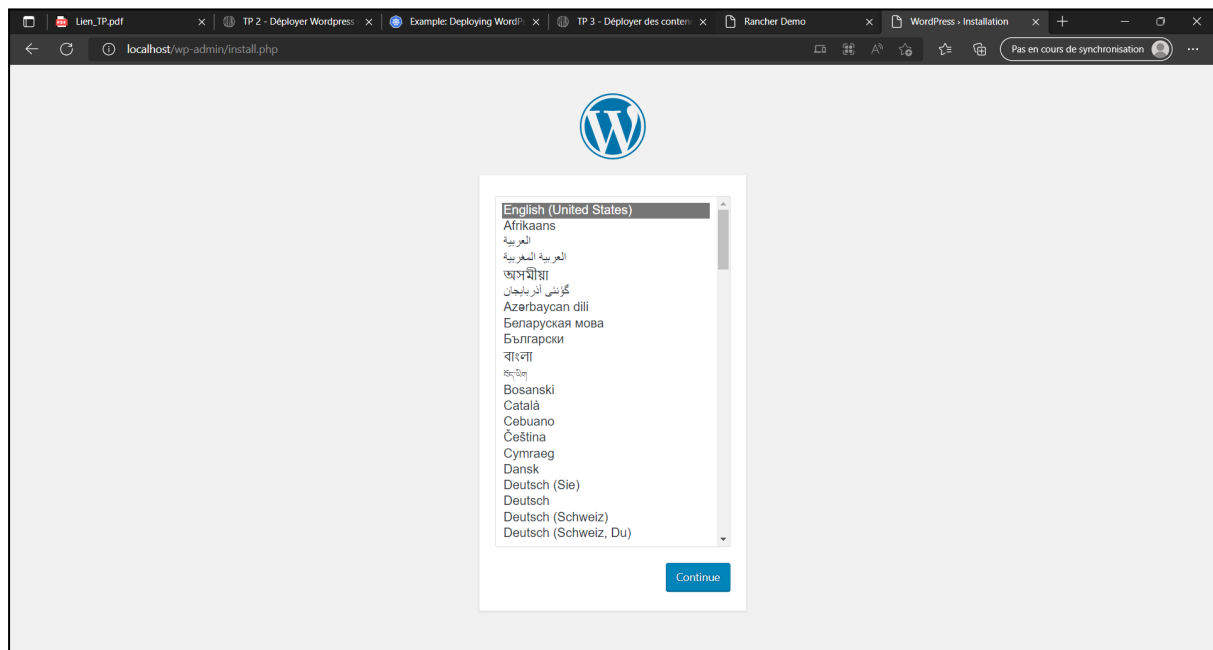 Lien_TP.pdf
TP 2 - Déployer Wordpress
Example: Deploying WordP
TP 3 - Déployer des conten
Rancher Demo
WordPress › Installation
localhost/wp-admin/install.php
Pas en cours de synchronisation
English (United States)
Afrikaans
العربية
العربية المغربية
অসমীয়া
گؤنئی آذربایجان
Azərbaycan dili
Беларуская мова
Български
বাংলা
བོད་ཡིག
Bosanski
Català
Cebuano
Čeština
Cymraeg
Dansk
Deutsch (Sie)
Deutsch
Deutsch (Schweiz)
Deutsch (Schweiz, Du)
Continue